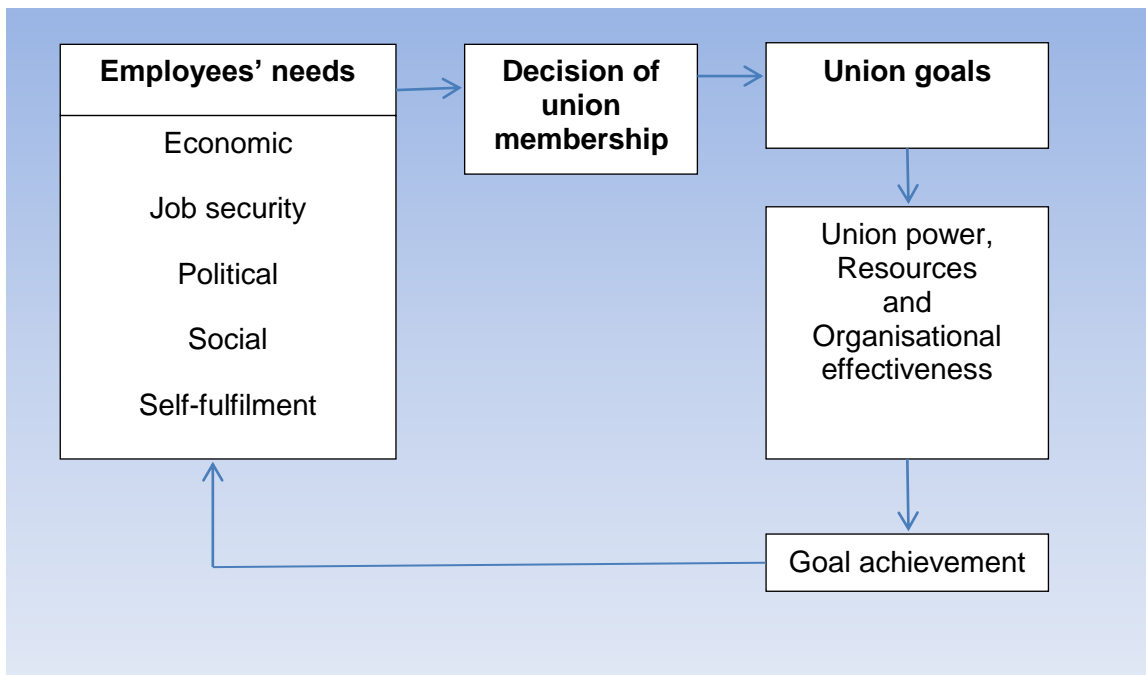 Employees’ needs
Economic
Job security
Political
Social
Self-fulfilment
Decision of
union
membership
Union goals
Union power,
Resources
and
Organisational
effectiveness
Goal achievement